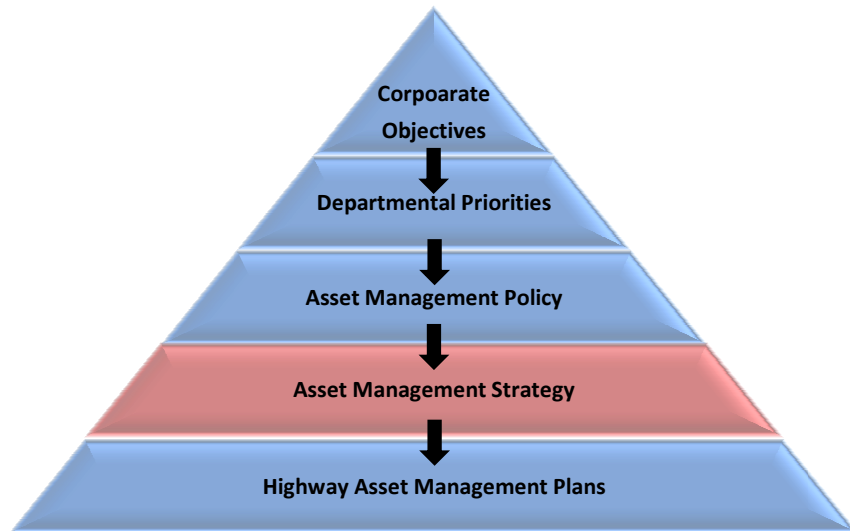 Corpoarate
Objectives
Departmental Priorities
Asset Management Policy
Asset Management Strategy
Highway Asset Management Plans